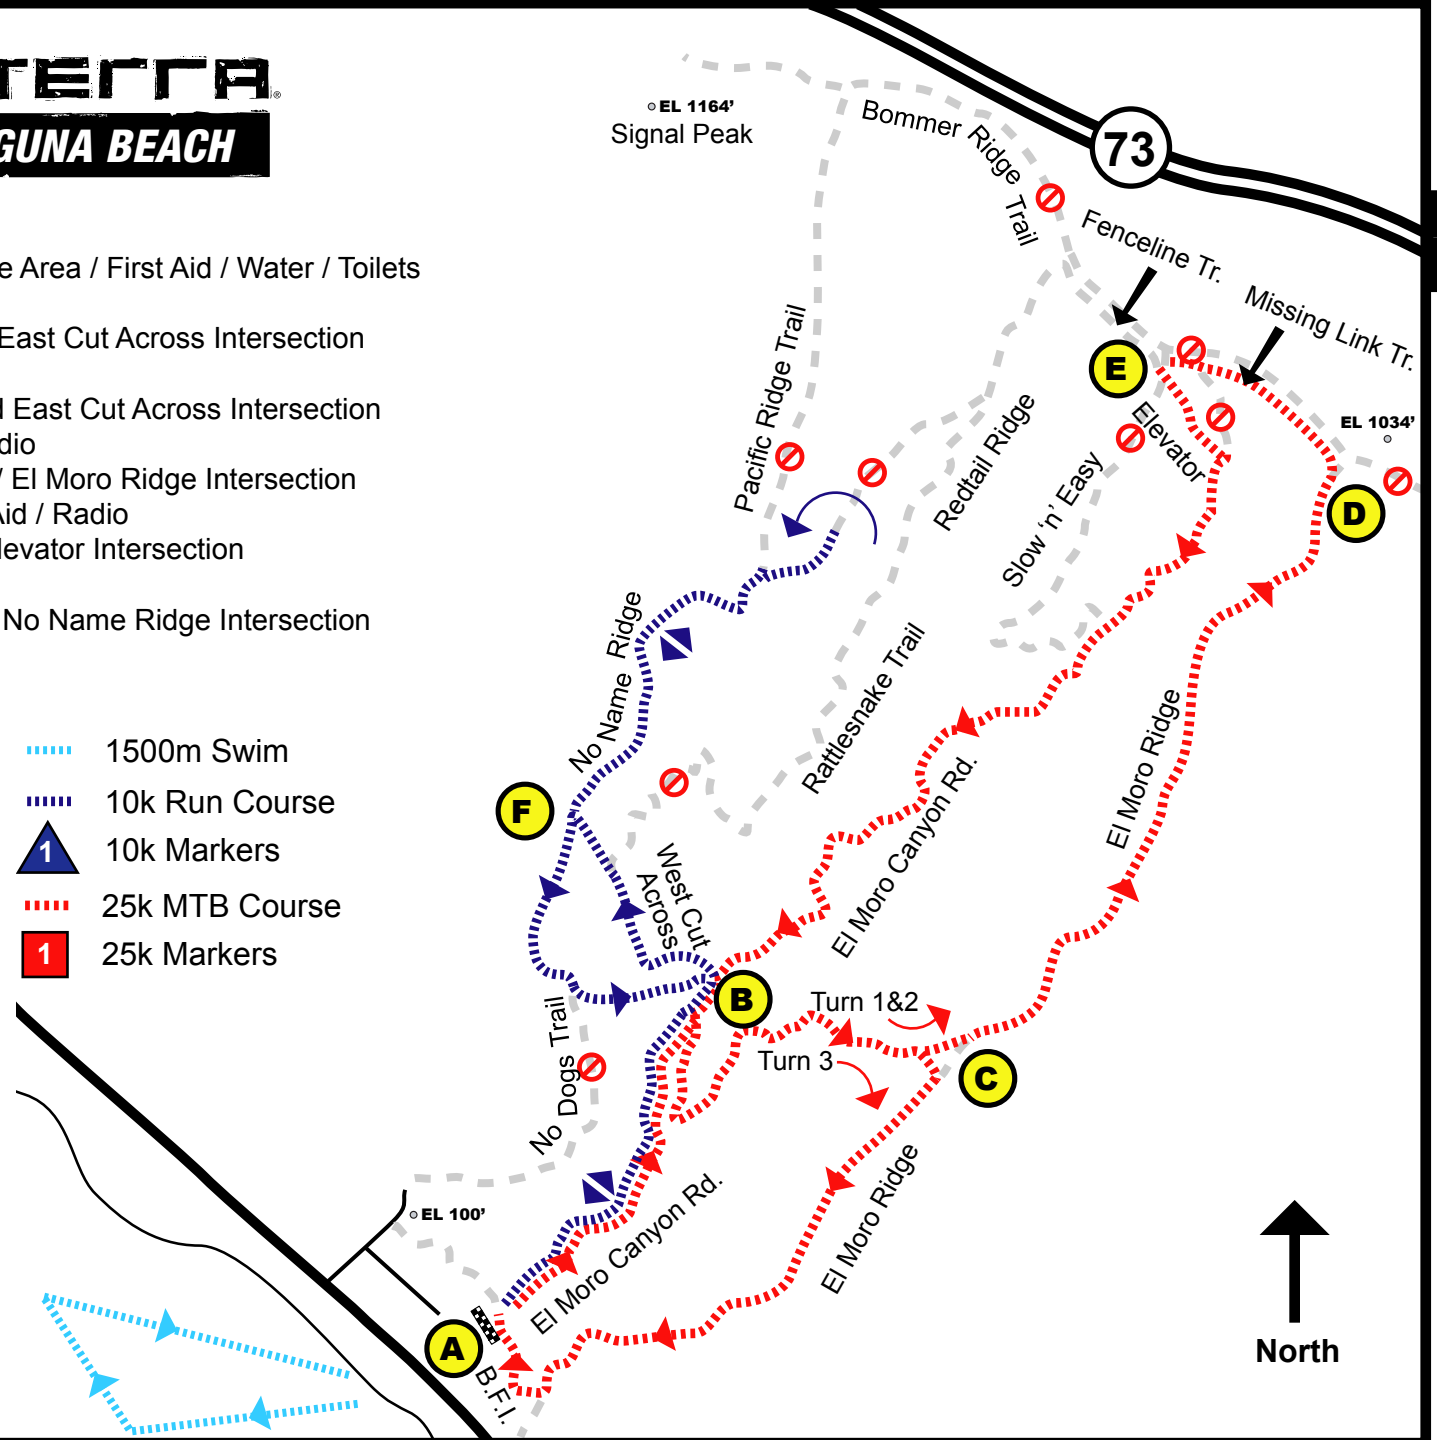 TERRA
®
GUNA BEACH
e Area / First Aid / Water / Toilets
East Cut Across Intersection
d East Cut Across Intersection
dio
/ El Moro Ridge Intersection
Aid / Radio
levator Intersection
No Name Ridge Intersection
1500m Swim
10k Run Course
1
10k Markers
25k MTB Course
1
25k Markers
EL 1164'
Signal Peak
Bommer Ridge Trail
73
Fenceline Tr.
Missing Link Tr.
E
EL 1034'
D
Elevator
Pacific Ridge Trail
Redtail Ridge
Slow 'n' Easy
No Name Ridge
Rattlesnake Trail
El Moro Ridge
F
West Cut
Across
El Moro Canyon Rd.
B
Turn 1&2
Turn 3
C
No Dogs Trail
EL 100'
El Moro Canyon Rd.
El Moro Ridge
A
B.F.I.
North